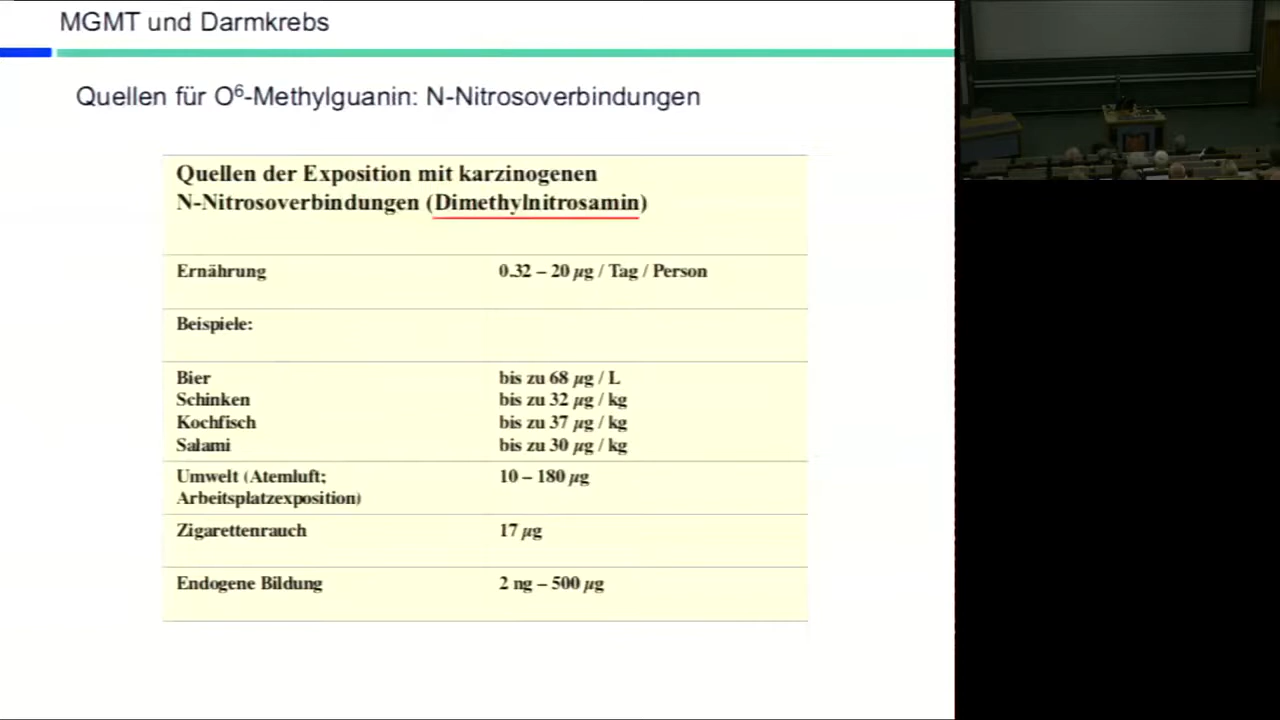 MGMT und Darmkrebs
Quellen für O⁶-Methylguanin: N-Nitrosoverbindungen
Quellen der Exposition mit karzinogenen
N-Nitrosoverbindungen (Dimethylnitrosamin)
Ernährung 0.32 – 20 µg / Tag / Person
Beispiele:
Bier bis zu 68 µg / L
Schinken bis zu 32 µg / kg
Kochfisch bis zu 37 µg / kg
Salami bis zu 30 µg / kg
Umwelt (Atemluft; 10 – 180 µg
Arbeitsplatzexposition)
Zigarettenrauch 17 µg
Endogene Bildung 2 ng – 500 µg